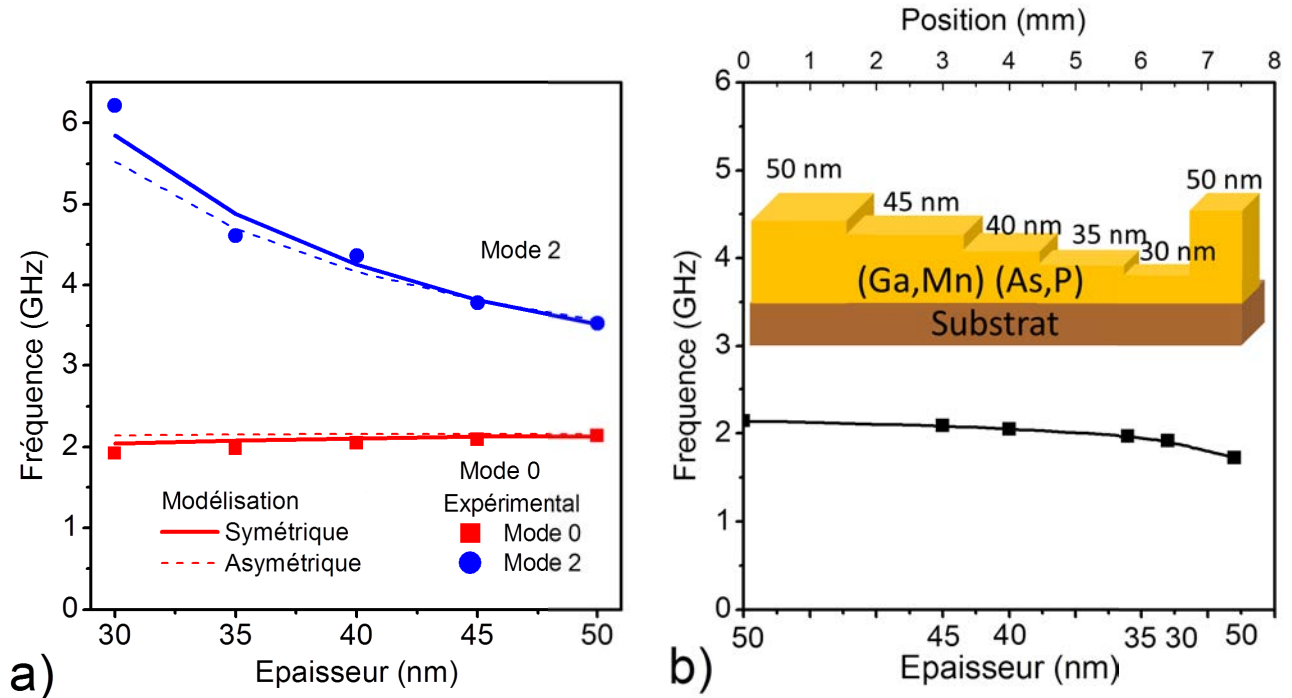 6
5
4
3
2
1
0
Fréquence (GHz)
Mode 2
Mode 0
Modélisation
Symétrique
Asymétrique
Expérimental
Mode 0
Mode 2
30 35 40 45 50
Epaisseur (nm)
a)
Position (mm)
0 1 2 3 4 5 6 7 8
6
5
4
3
2
1
0
Frequence (GHz)
50 nm
45 nm
40 nm
35 nm
30 nm
50 nm
(Ga,Mn) (As,P)
Substrat
50 45 40 35 30 50
Epaisseur (nm)
b)